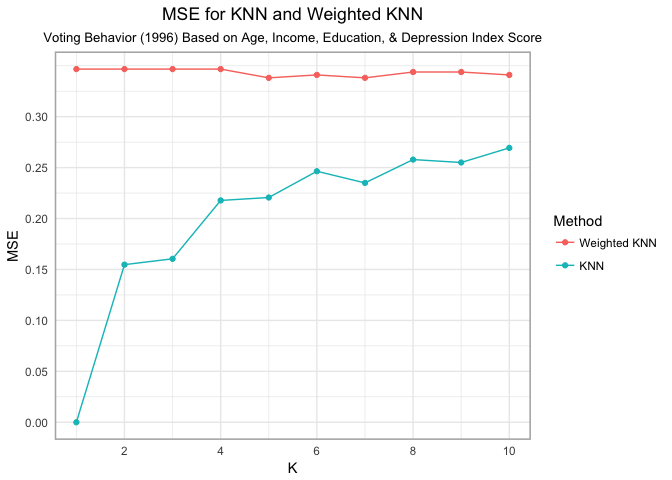 MSE for KNN and Weighted KNN
Voting Behavior (1996) Based on Age, Income, Education, & Depression Index Score
MSE
0.30
0.25
0.20
0.15
0.10
0.05
0.00
2 4 6 8 10
K
Method
Weighted KNN
KNN